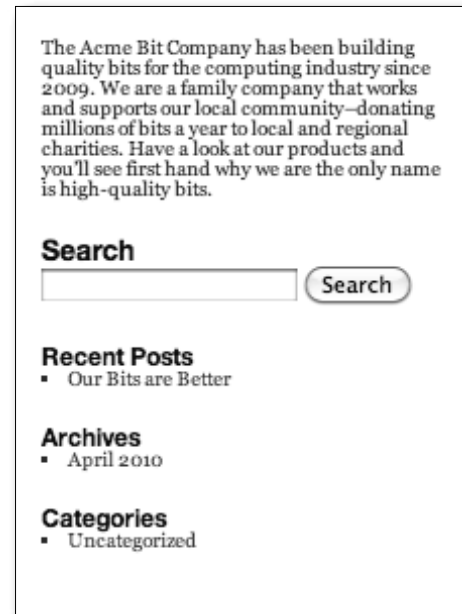 The Acme Bit Company has been building
quality bits for the computing industry since
2009. We are a family company that works
and supports our local community–donating
millions of bits a year to local and regional
charities. Have a look at our products and
you'll see first hand why we are the only name
is high-quality bits.
Search
Search
Recent Posts
▪ Our Bits are Better
Archives
▪ April 2010
Categories
▪ Uncategorized